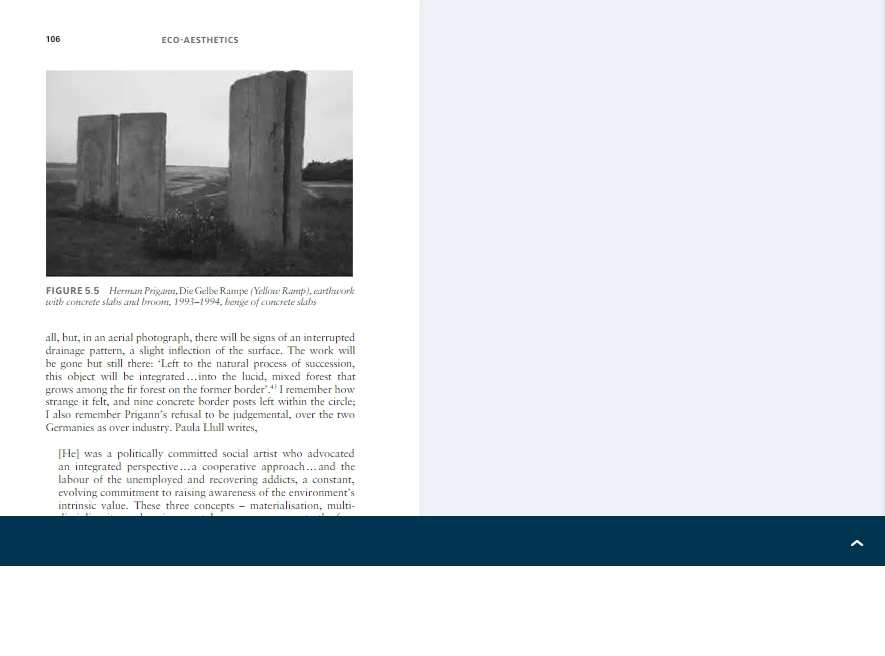 106
ECO-AESTHETICS
FIGURE 5.5 Herman Prigann, Die Gelbe Rampe (Yellow Ramp), earthwork
with concrete slabs and broom, 1993–1994, henge of concrete slabs
all, but, in an aerial photograph, there will be signs of an interrupted
drainage pattern, a slight inflection of the surface. The work will
be gone but still there: ‘Left to the natural process of succession,
this object will be integrated…into the lucid, mixed forest that
grows among the fir forest on the former border’.45 I remember how
strange it felt, and nine concrete border posts left within the circle;
I also remember Prigann’s refusal to be judgemental, over the two
Germanies as over industry. Paula Llull writes,
[He] was a politically committed social artist who advocated
an integrated perspective…a cooperative approach…and the
labour of the unemployed and recovering addicts, a constant,
evolving commitment to raising awareness of the environment’s
intrinsic value. These three concepts – materialisation, multi-